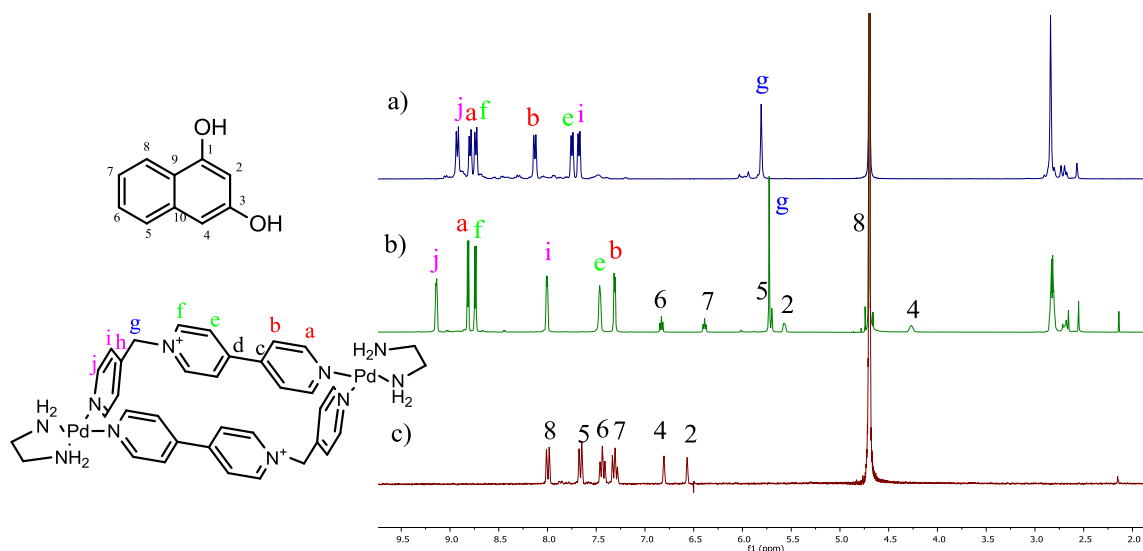 OH
1
2
3
OH
4
10
5
6
7
8
9
f
e
g
b
a
i
h
j
N⁺
d
c
N
H₂N
Pd
N
H₂
N
N
H₂
N
Pd
NH₂
N
N⁺
a)
j a f
b
e i
g
b)
j
a
f
i
e
b
6
7
g
5
2
8
4
c)
8
5
6
7
4
2
9.5 9.0 8.5 8.0 7.5 7.0 6.5 6.0 5.5 5.0 4.5 4.0 3.5 3.0 2.5 2.0
f1 (ppm)